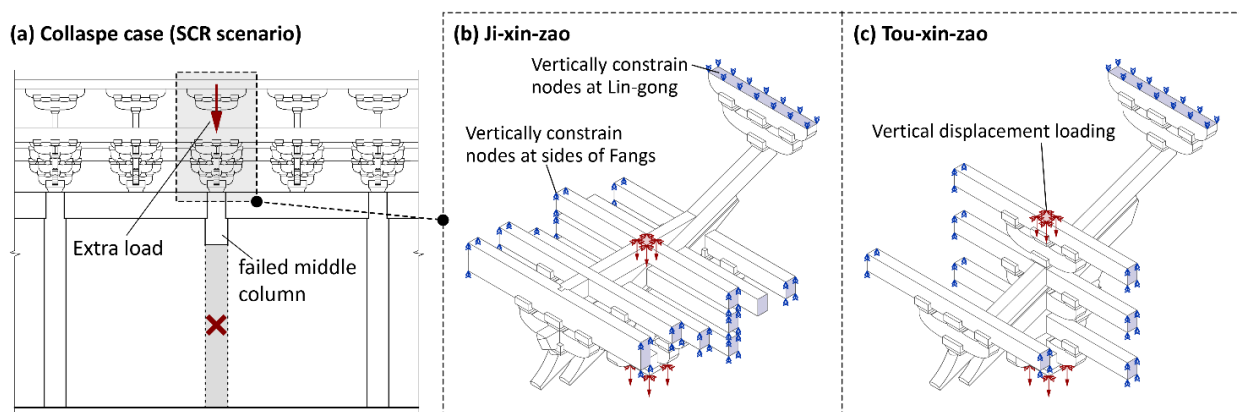 (a) Collaspe case (SCR scenario)
Extra load
failed middle
column
(b) Ji-xin-zao
Vertically constrain
nodes at Lin-gong
Vertically constrain
nodes at sides of Fangs
(c) Tou-xin-zao
Vertical displacement loading